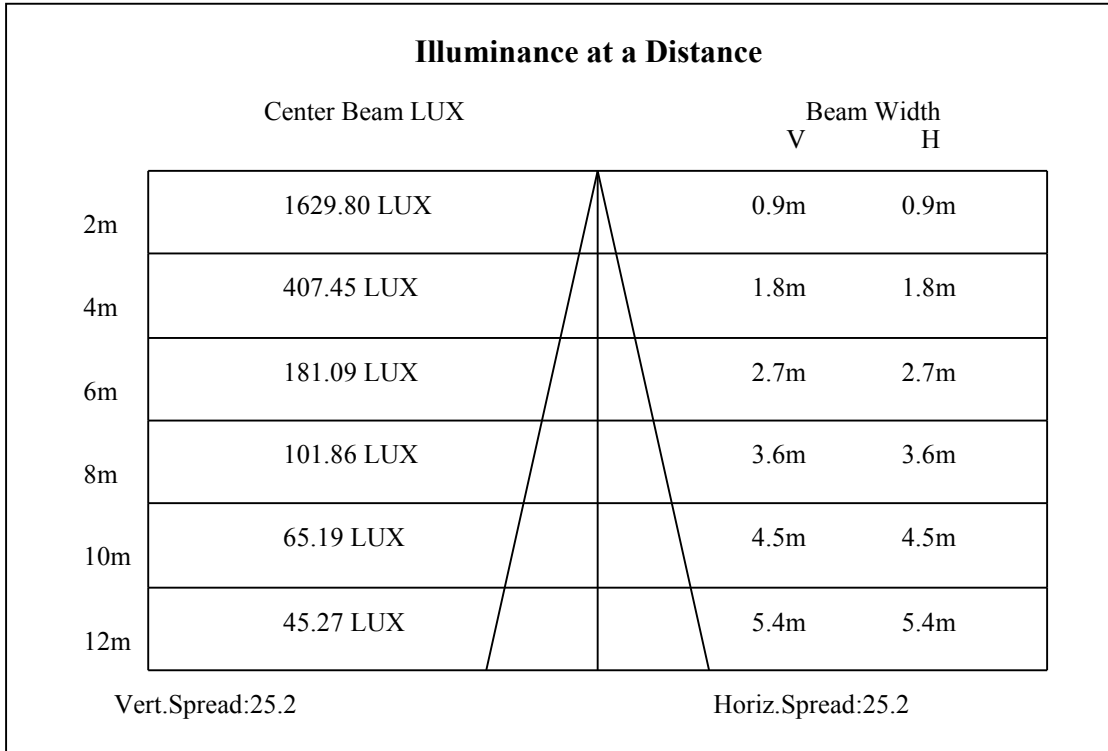 Illuminance at a Distance
Center Beam LUX Beam Width
V H
2m 1629.80 LUX 0.9m 0.9m
4m 407.45 LUX 1.8m 1.8m
6m 181.09 LUX 2.7m 2.7m
8m 101.86 LUX 3.6m 3.6m
10m 65.19 LUX 4.5m 4.5m
12m 45.27 LUX 5.4m 5.4m
Vert.Spread:25.2 Horiz.Spread:25.2